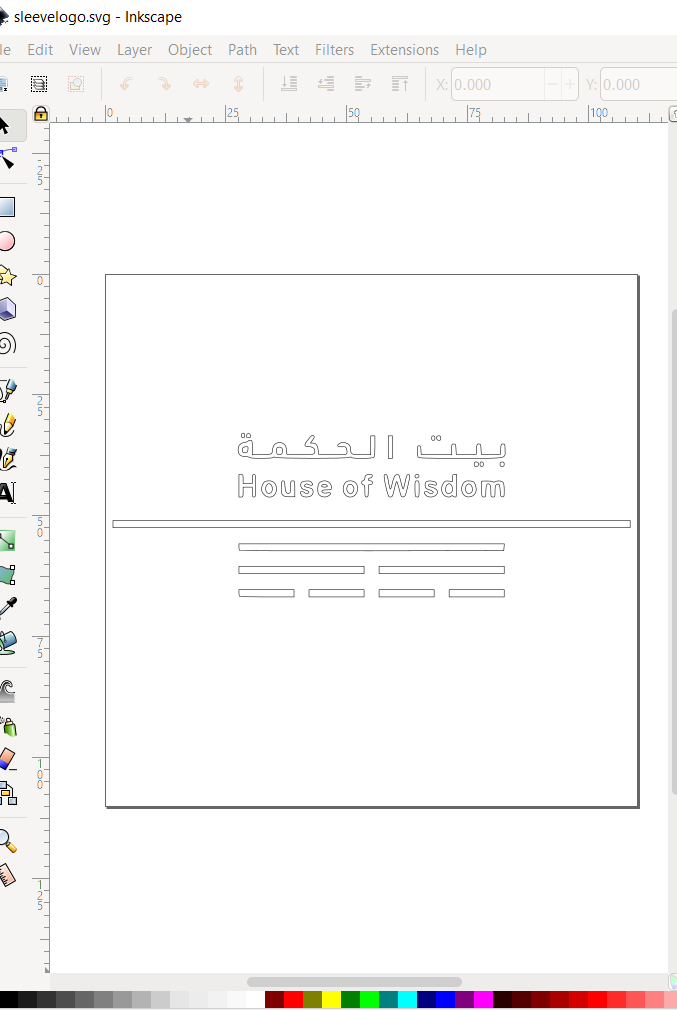 sleevelogo.svg - Inkscape
le Edit View Layer Object Path Text Filters Extensions Help
X: 0.000 Y: 0.000
0 25 50 75 100
-25
0
25
50
75
100
125
بيت الحكمة
House of Wisdom